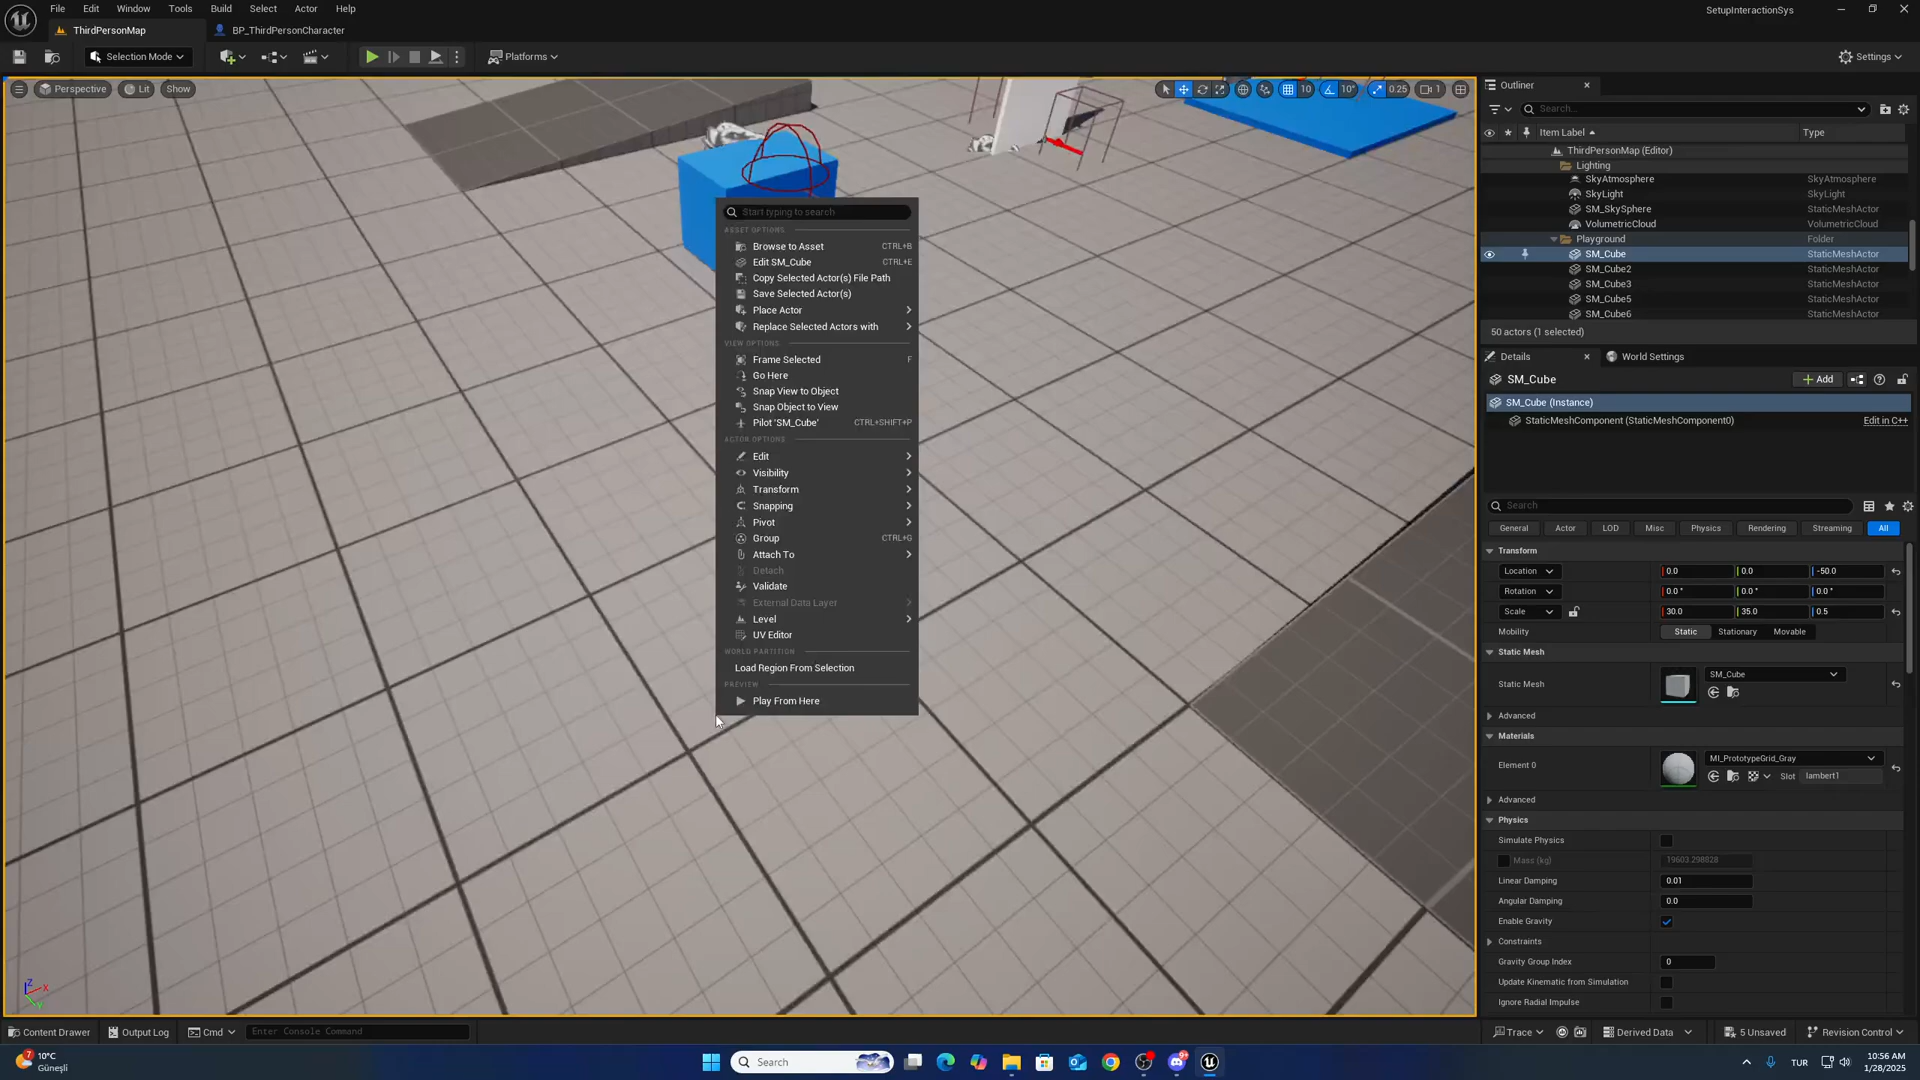 File Edit Window Tools Build Select Actor Help
SetupInteractionSys
ThirdPersonMap
BP_ThirdPersonCharacter
Selection Mode
Platforms
Settings
Perspective
Lit
Show
10
10°
0.25
1
Start typing to search
ASSET OPTIONS
Browse to Asset CTRL+B
Edit SM_Cube CTRL+E
Copy Selected Actor(s) File Path
Save Selected Actor(s)
Place Actor
Replace Selected Actors with
VIEW OPTIONS
Frame Selected F
Go Here
Snap View to Object
Snap Object to View
Pilot 'SM_Cube' CTRL+SHIFT+P
ACTOR OPTIONS
Edit
Visibility
Transform
Snapping
Pivot
Group CTRL+G
Attach To
Detach
Validate
External Data Layer
Level
UV Editor
WORLD PARTITION
Load Region From Selection
PREVIEW
Play From Here
Z
X
Y
Outliner
Search...
Item Label Type
ThirdPersonMap (Editor)
Lighting
SkyAtmosphere SkyAtmosphere
SkyLight SkyLight
SM_SkySphere StaticMeshActor
VolumetricCloud VolumetricCloud
Playground Folder
SM_Cube StaticMeshActor
SM_Cube2 StaticMeshActor
SM_Cube3 StaticMeshActor
SM_Cube5 StaticMeshActor
SM_Cube6 StaticMeshActor
50 actors (1 selected)
Details
World Settings
SM_Cube
Add
SM_Cube (Instance)
StaticMeshComponent (StaticMeshComponent0) Edit in C++
Search
General Actor LOD Misc Physics Rendering Streaming All
Transform
Location 0.0 0.0 -50.0
Rotation 0.0 ° 0.0 ° 0.0 °
Scale 30.0 35.0 0.5
Mobility Static Stationary Movable
Static Mesh
Static Mesh SM_Cube
Advanced
Materials
Element 0 MI_PrototypeGrid_Gray
Slot lambert1
Advanced
Physics
Simulate Physics
Mass (kg) 19603.298828
Linear Damping 0.01
Angular Damping 0.0
Enable Gravity
Constraints
Gravity Group Index 0
Update Kinematic from Simulation
Ignore Radial Impulse
Content Drawer
Output Log
Cmd
Enter Console Command
Trace
Derived Data
5 Unsaved
Revision Control
7
10°C
Güneşli
Search
TUR
10:56 AM
1/28/2025